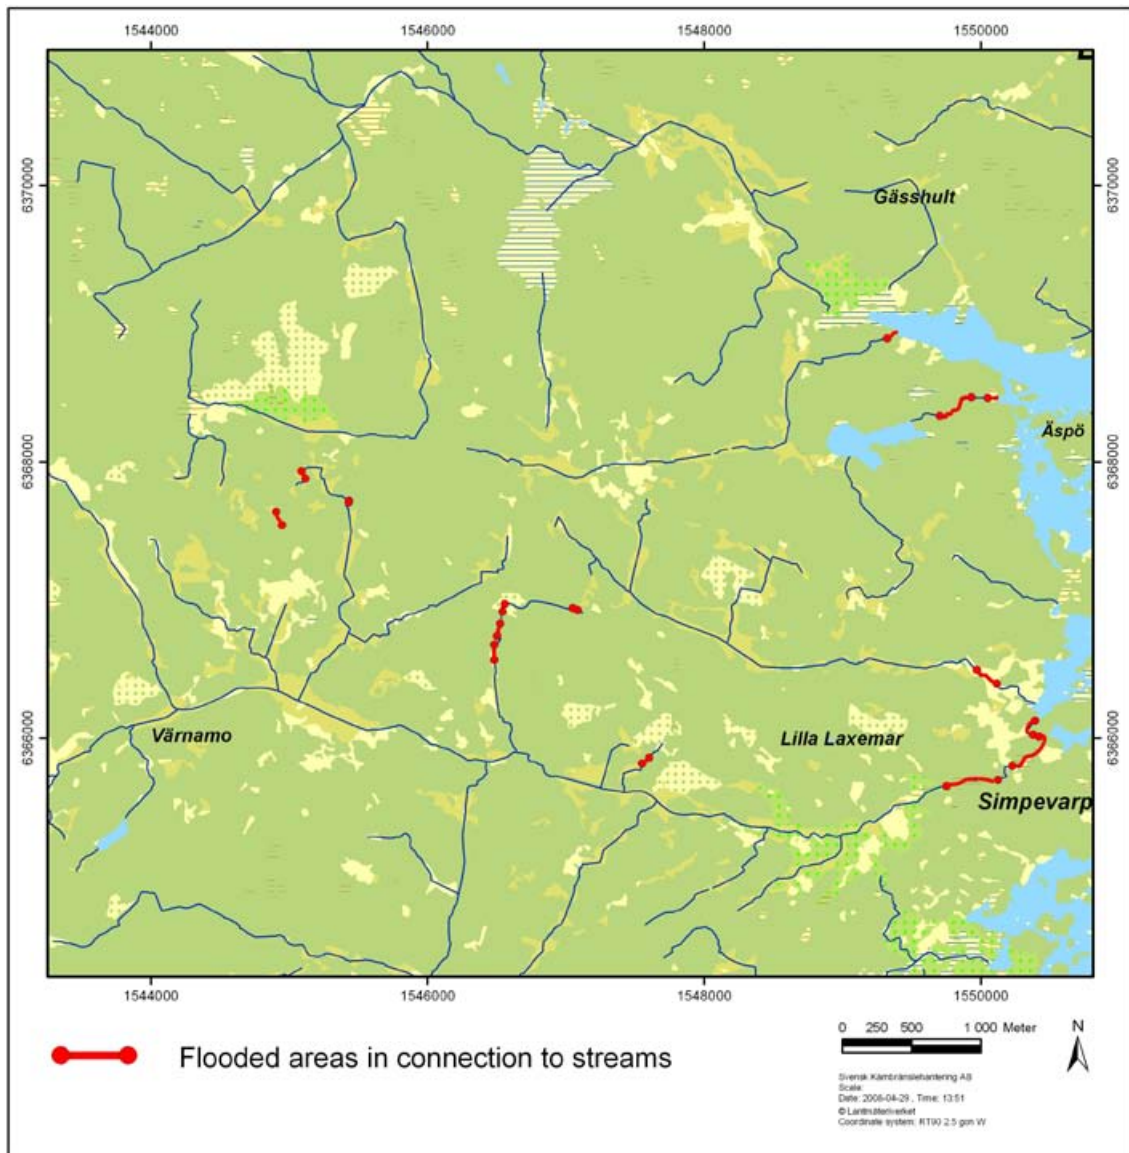 1544000 1546000 1548000 1550000
6370000
6370000
Gässhult
Äspö
6368000
6368000
6366000
6366000
Värnamo
Lilla Laxemar
Simpevarp
1544000 1546000 1548000 1550000
0 250 500 1 000 Meter
N
Flooded areas in connection to streams
Svensk Kärnbränslehantering AB
Scale:
Date: 2008-04-29 , Time: 13:51
© Lantmäteriverket
Coordinate system: RT90 2.5 gon W